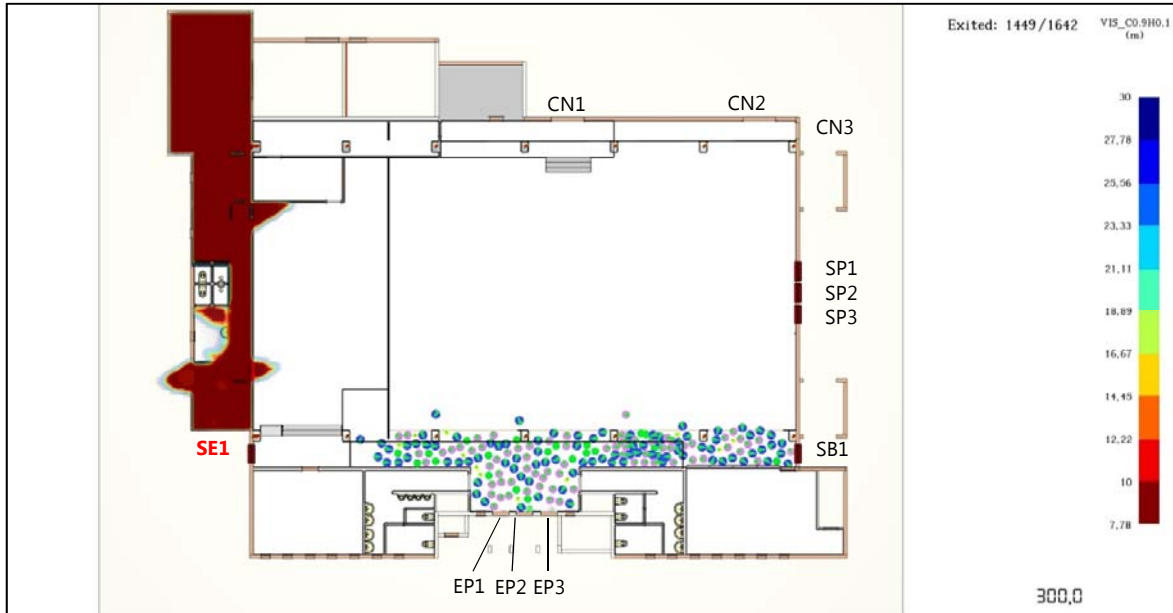 Exited: 1449/1642
VIS_C0.9H0.1
(m)
30
27,78
25,56
23,33
21,11
18,89
16,67
14,45
12,22
10
7,78
CN1
CN2
CN3
SP1
SP2
SP3
SE1
SB1
EP1 EP2 EP3
300,0